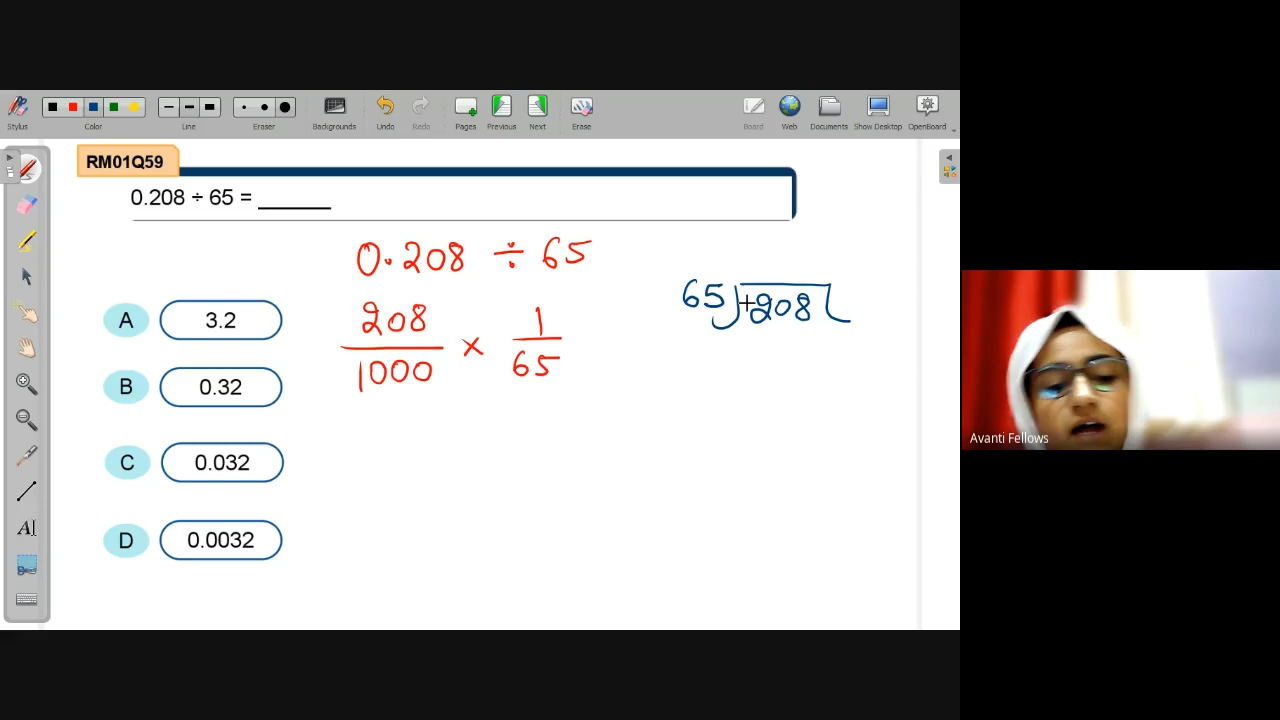 Stylus
Color
Line
Eraser
Backgrounds
Undo
Redo
Pages
Previous
Next
Erase
Board
Web
Documents
Show Desktop
OpenBoard
RM01Q59
0.208 ÷ 65 = ______
0.208 ÷ 65
208/1000 × 1/65
65)208(
A 3.2
B 0.32
C 0.032
D 0.0032
AI
Avanti Fellows